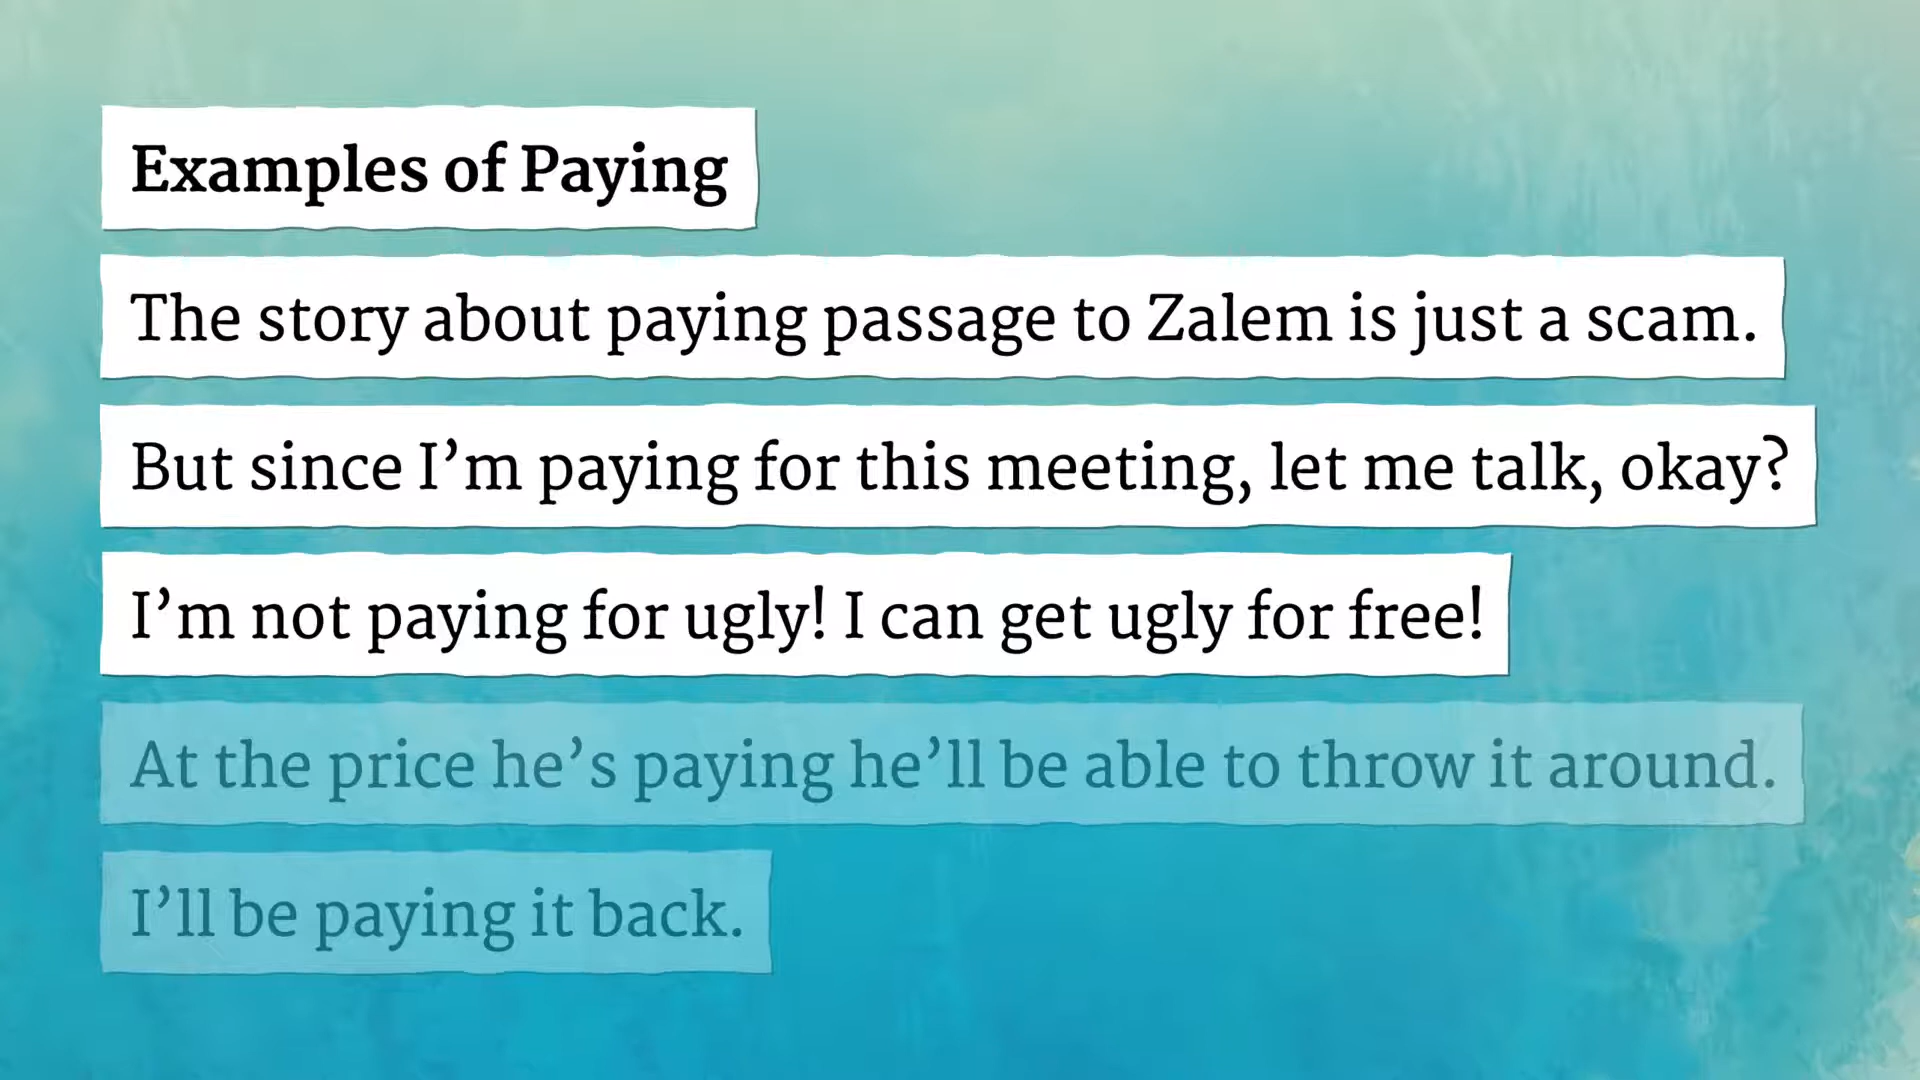 Examples of Paying
The story about paying passage to Zalem is just a scam.
But since I’m paying for this meeting, let me talk, okay?
I’m not paying for ugly! I can get ugly for free!
At the price he’s paying he’ll be able to throw it around.
I’ll be paying it back.